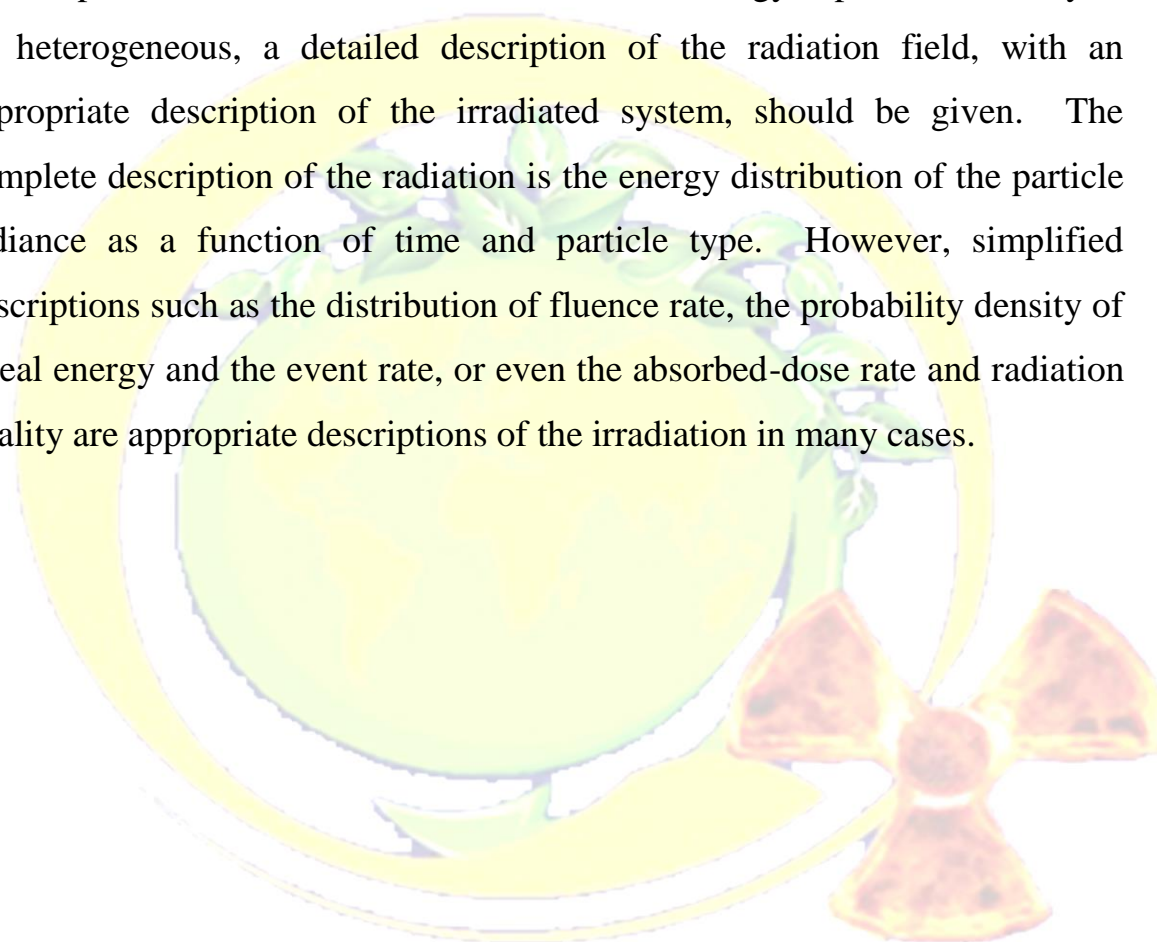 heterogeneous, a detailed description of the radiation field, with an
propriate description of the irradiated system, should be given. The
mplete description of the radiation is the energy distribution of the particle
diance as a function of time and particle type. However, simplified
scriptions such as the distribution of fluence rate, the probability density of
eal energy and the event rate, or even the absorbed-dose rate and radiation
ality are appropriate descriptions of the irradiation in many cases.